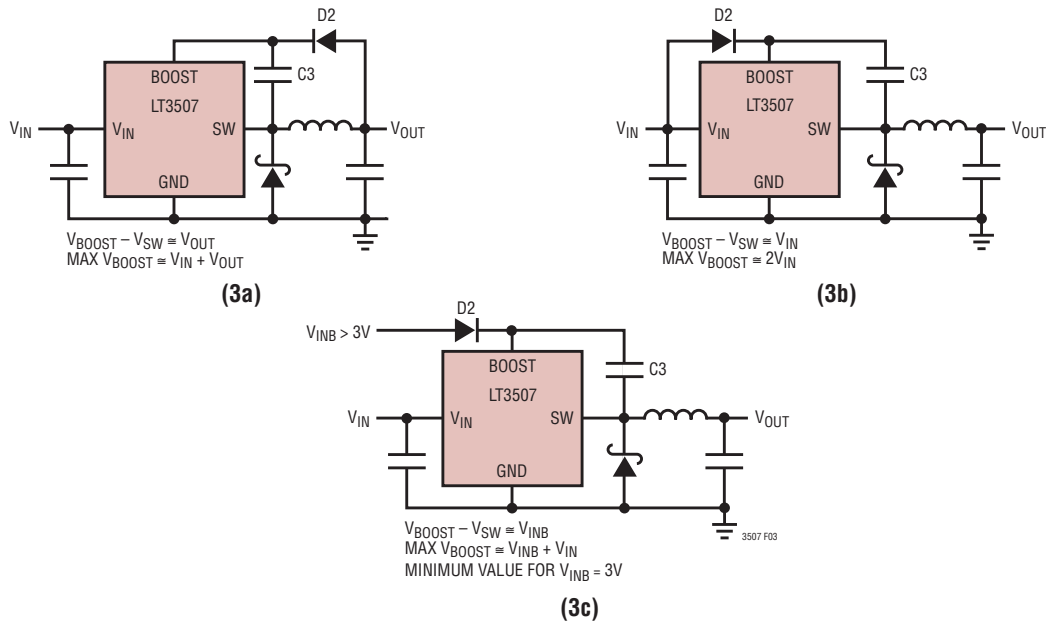 D2
BOOST
C3
LT3507
VIN
VIN
SW
VOUT
GND
VBOOST – VSW ≅ VOUT
MAX VBOOST ≅ VIN + VOUT
(3a)
D2
BOOST
C3
LT3507
VIN
VIN
SW
VOUT
GND
VBOOST – VSW ≅ VIN
MAX VBOOST ≅ 2VIN
(3b)
D2
VINB > 3V
BOOST
C3
LT3507
VIN
VIN
SW
VOUT
GND
3507 F03
VBOOST – VSW ≅ VINB
MAX VBOOST ≅ VINB + VIN
MINIMUM VALUE FOR VINB = 3V
(3c)